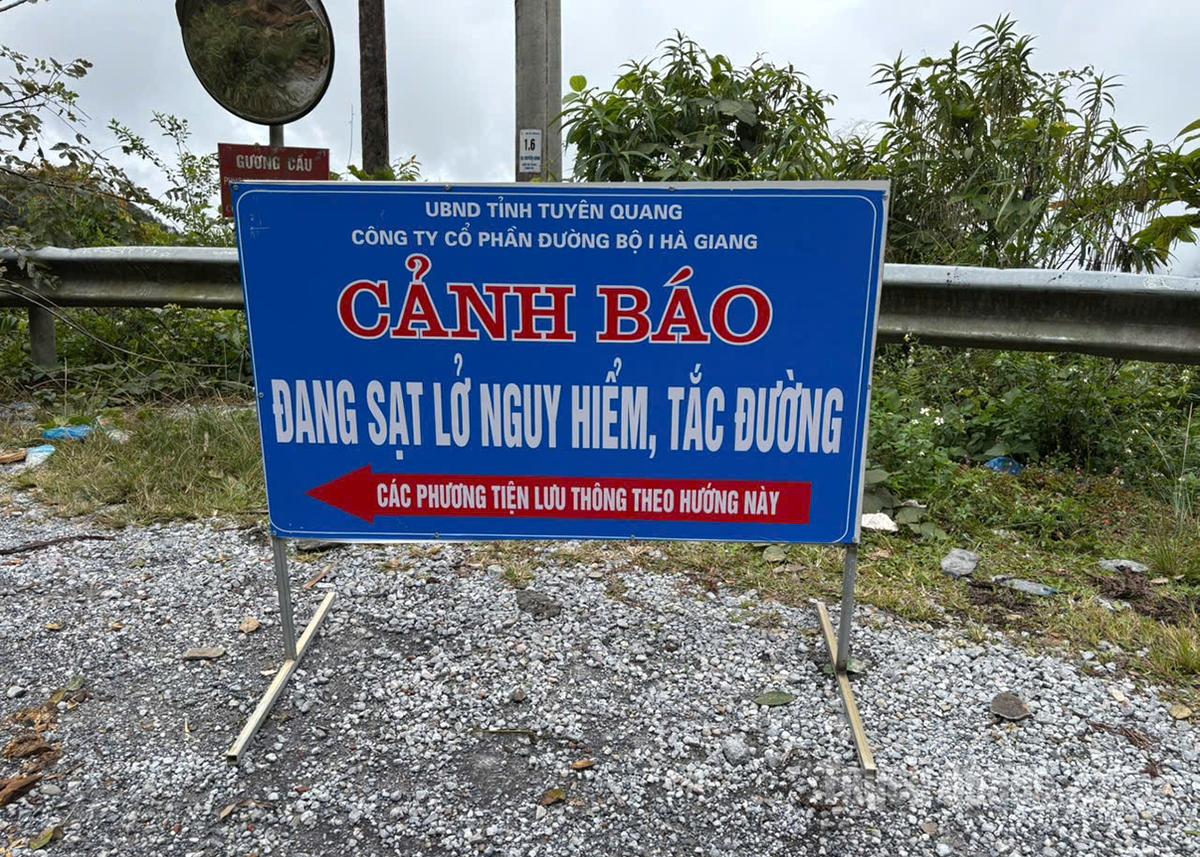 GƯƠNG CẦU
1.6
UBND TỈNH TUYÊN QUANG
CÔNG TY CỔ PHẦN ĐƯỜNG BỘ I HÀ GIANG
CẢNH BÁO
ĐANG SẠT LỞ NGUY HIỂM, TẮC ĐƯỜNG
CÁC PHƯƠNG TIỆN LƯU THÔNG THEO HƯỚNG NÀY